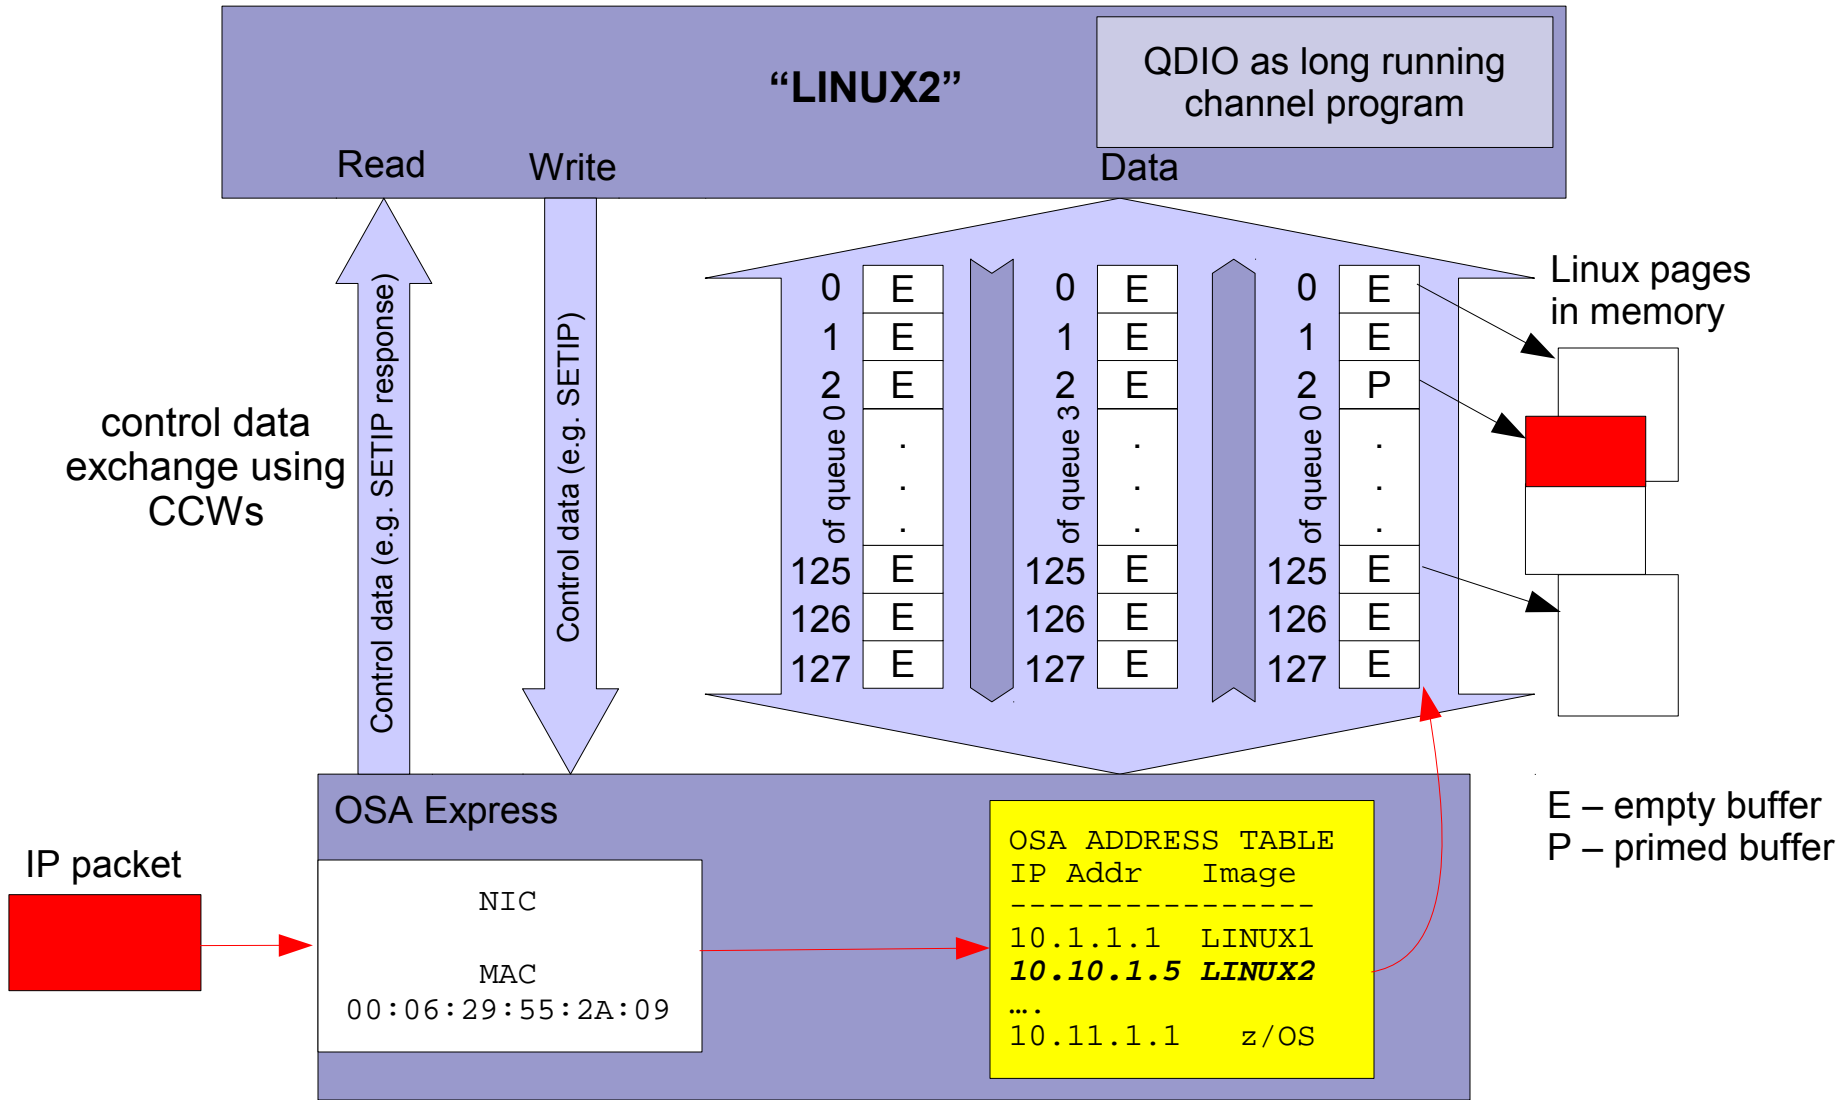 “LINUX2”
QDIO as long running
channel program
Read
Write
Data
Control data (e.g. SETIP response)
Control data (e.g. SETIP)
control data
exchange using
CCWs
0 E
1 E
2 E
of queue 0
.
.
.
125 E
126 E
127 E
0 E
1 E
2 E
of queue 3
.
.
.
125 E
126 E
127 E
0 E
1 E
2 P
of queue 0
.
.
.
125 E
126 E
127 E
Linux pages
in memory
E – empty buffer
P – primed buffer
OSA Express
IP packet
NIC
MAC
00:06:29:55:2A:09
OSA ADDRESS TABLE
IP Addr Image
----------------
10.1.1.1 LINUX1
10.10.1.5 LINUX2
….
10.11.1.1 z/OS